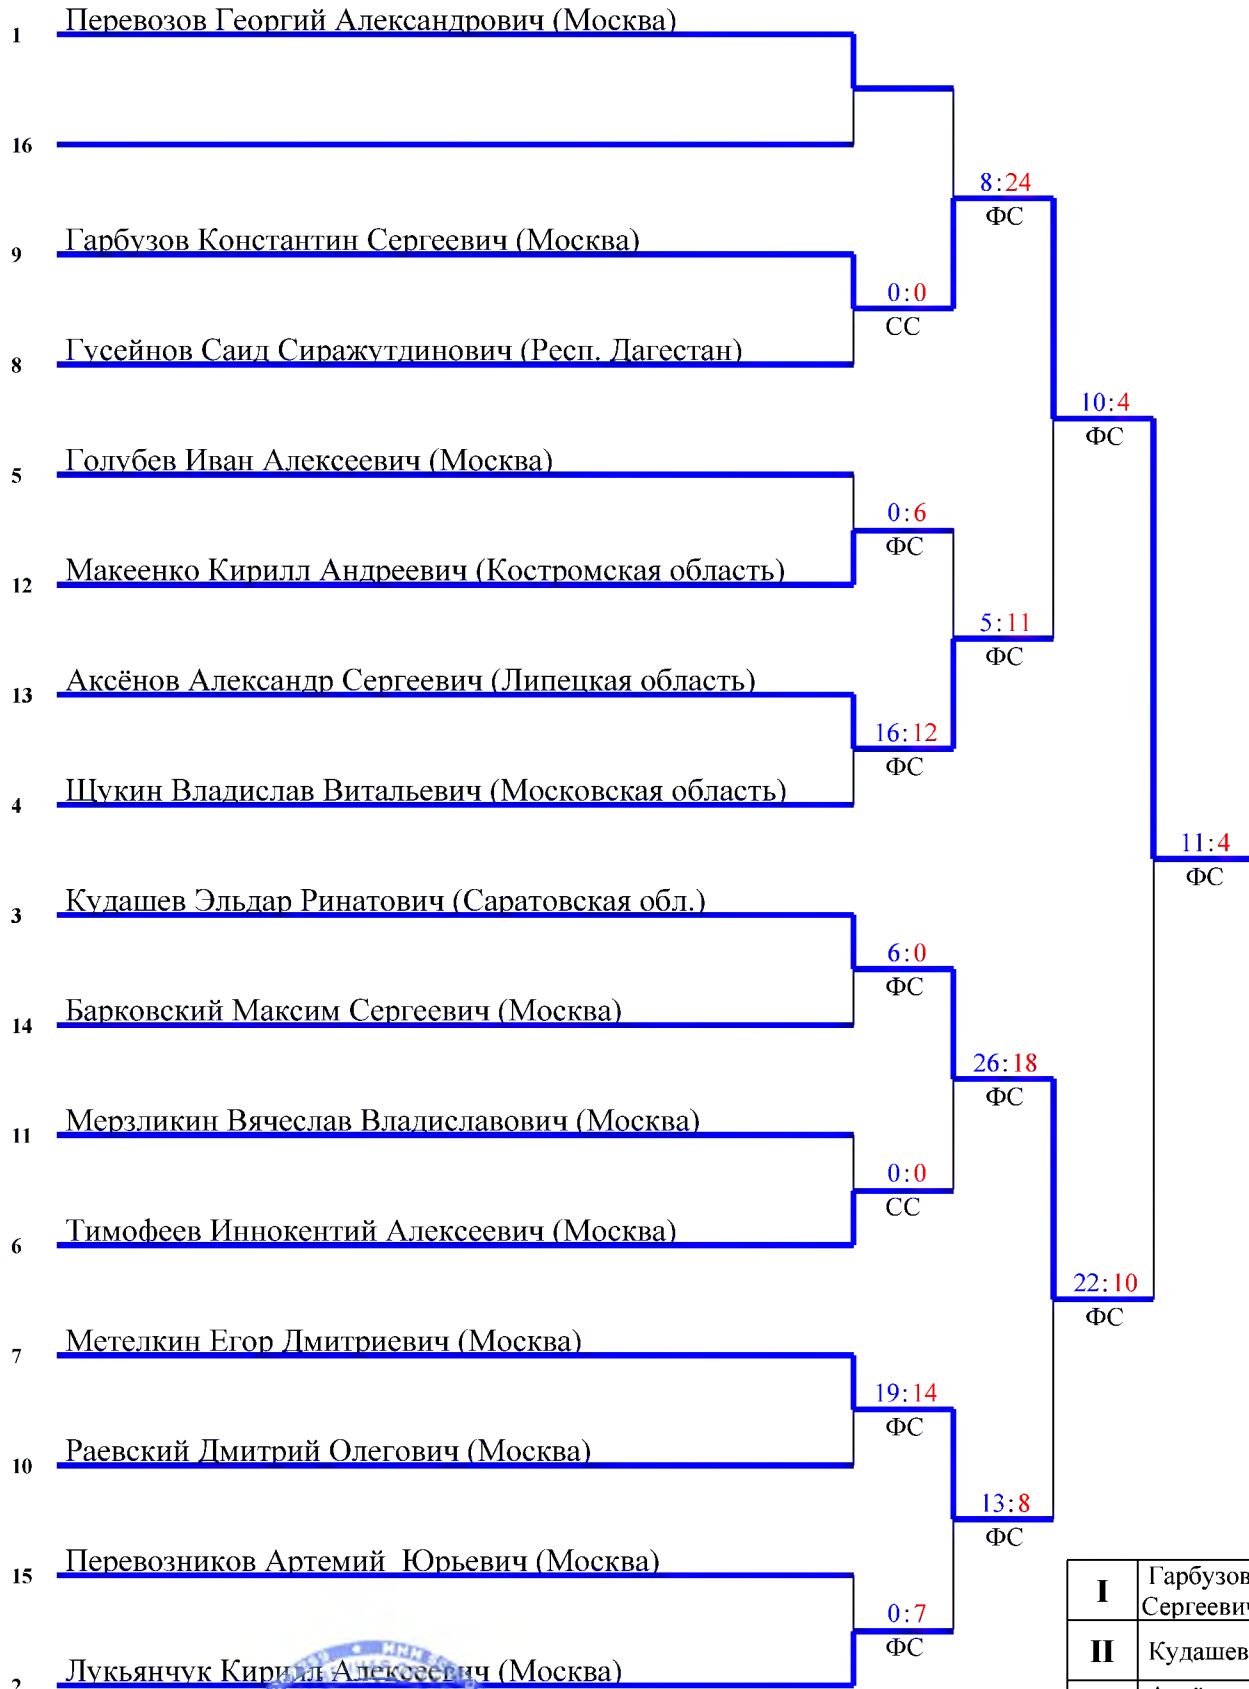 Перевозов Георгий Александрович (Москва)
1
16
8:24
ФС
Гарбузов Константин Сергеевич (Москва)
9
0:0
СС
Гусейнов Саид Сиражутдинович (Респ. Дагестан)
8
10:4
ФС
Голубев Иван Алексеевич (Москва)
5
0:6
ФС
Макеенко Кирилл Андреевич (Костромская область)
12
5:11
ФС
Аксёнов Александр Сергеевич (Липецкая область)
13
16:12
ФС
Щукин Владислав Витальевич (Московская область)
4
11:4
ФС
Кудашев Эльдар Ринатович (Саратовская обл.)
3
6:0
ФС
Барковский Максим Сергеевич (Москва)
14
26:18
ФС
Мерзликин Вячеслав Владиславович (Москва)
11
0:0
СС
Тимофеев Иннокентий Алексеевич (Москва)
6
22:10
ФС
Метелкин Егор Дмитриевич (Москва)
7
19:14
ФС
Раевский Дмитрий Олегович (Москва)
10
13:8
ФС
Перевозников Артемий Юрьевич (Москва)
15
I Гарбузов
Сергеевич
0:7
ФС
II Кудашев
Лукьянчук Кирилл Алексеевич (Москва)
2